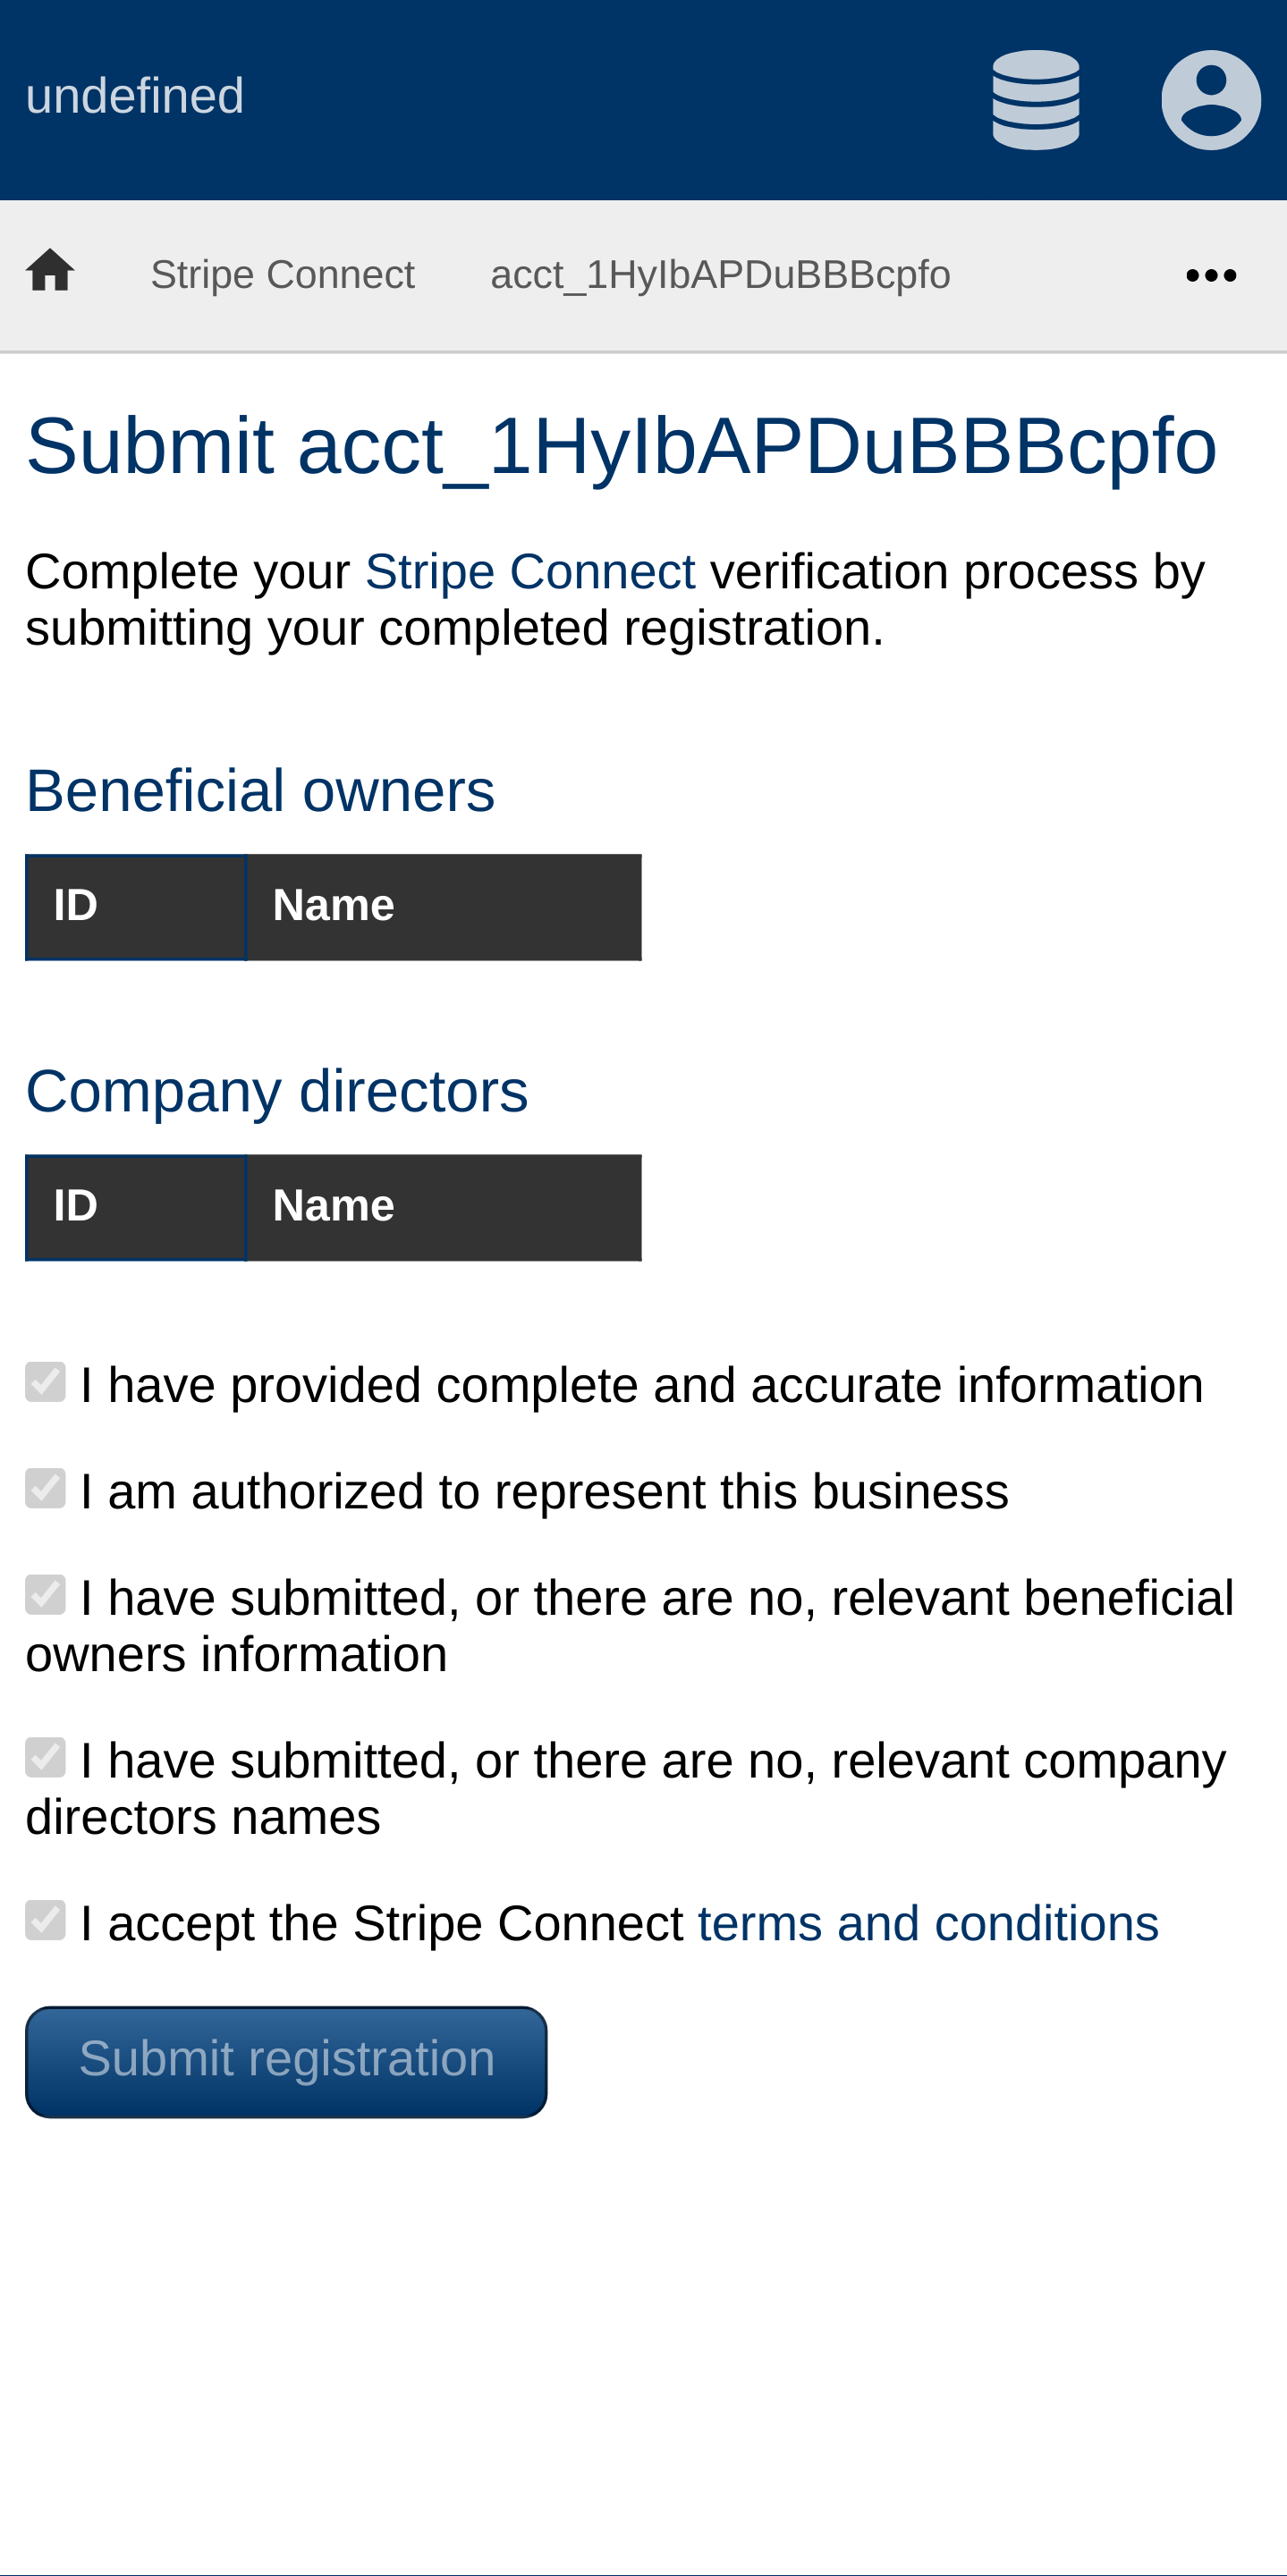 undefined
Stripe Connect acct_1HyIbAPDuBBBcpfo
Submit acct_1HyIbAPDuBBBcpfo
Complete your Stripe Connect verification process by
submitting your completed registration.
Beneficial owners
ID Name
Company directors
ID Name
I have provided complete and accurate information
I am authorized to represent this business
I have submitted, or there are no, relevant beneficial
owners information
I have submitted, or there are no, relevant company
directors names
I accept the Stripe Connect terms and conditions
Submit registration